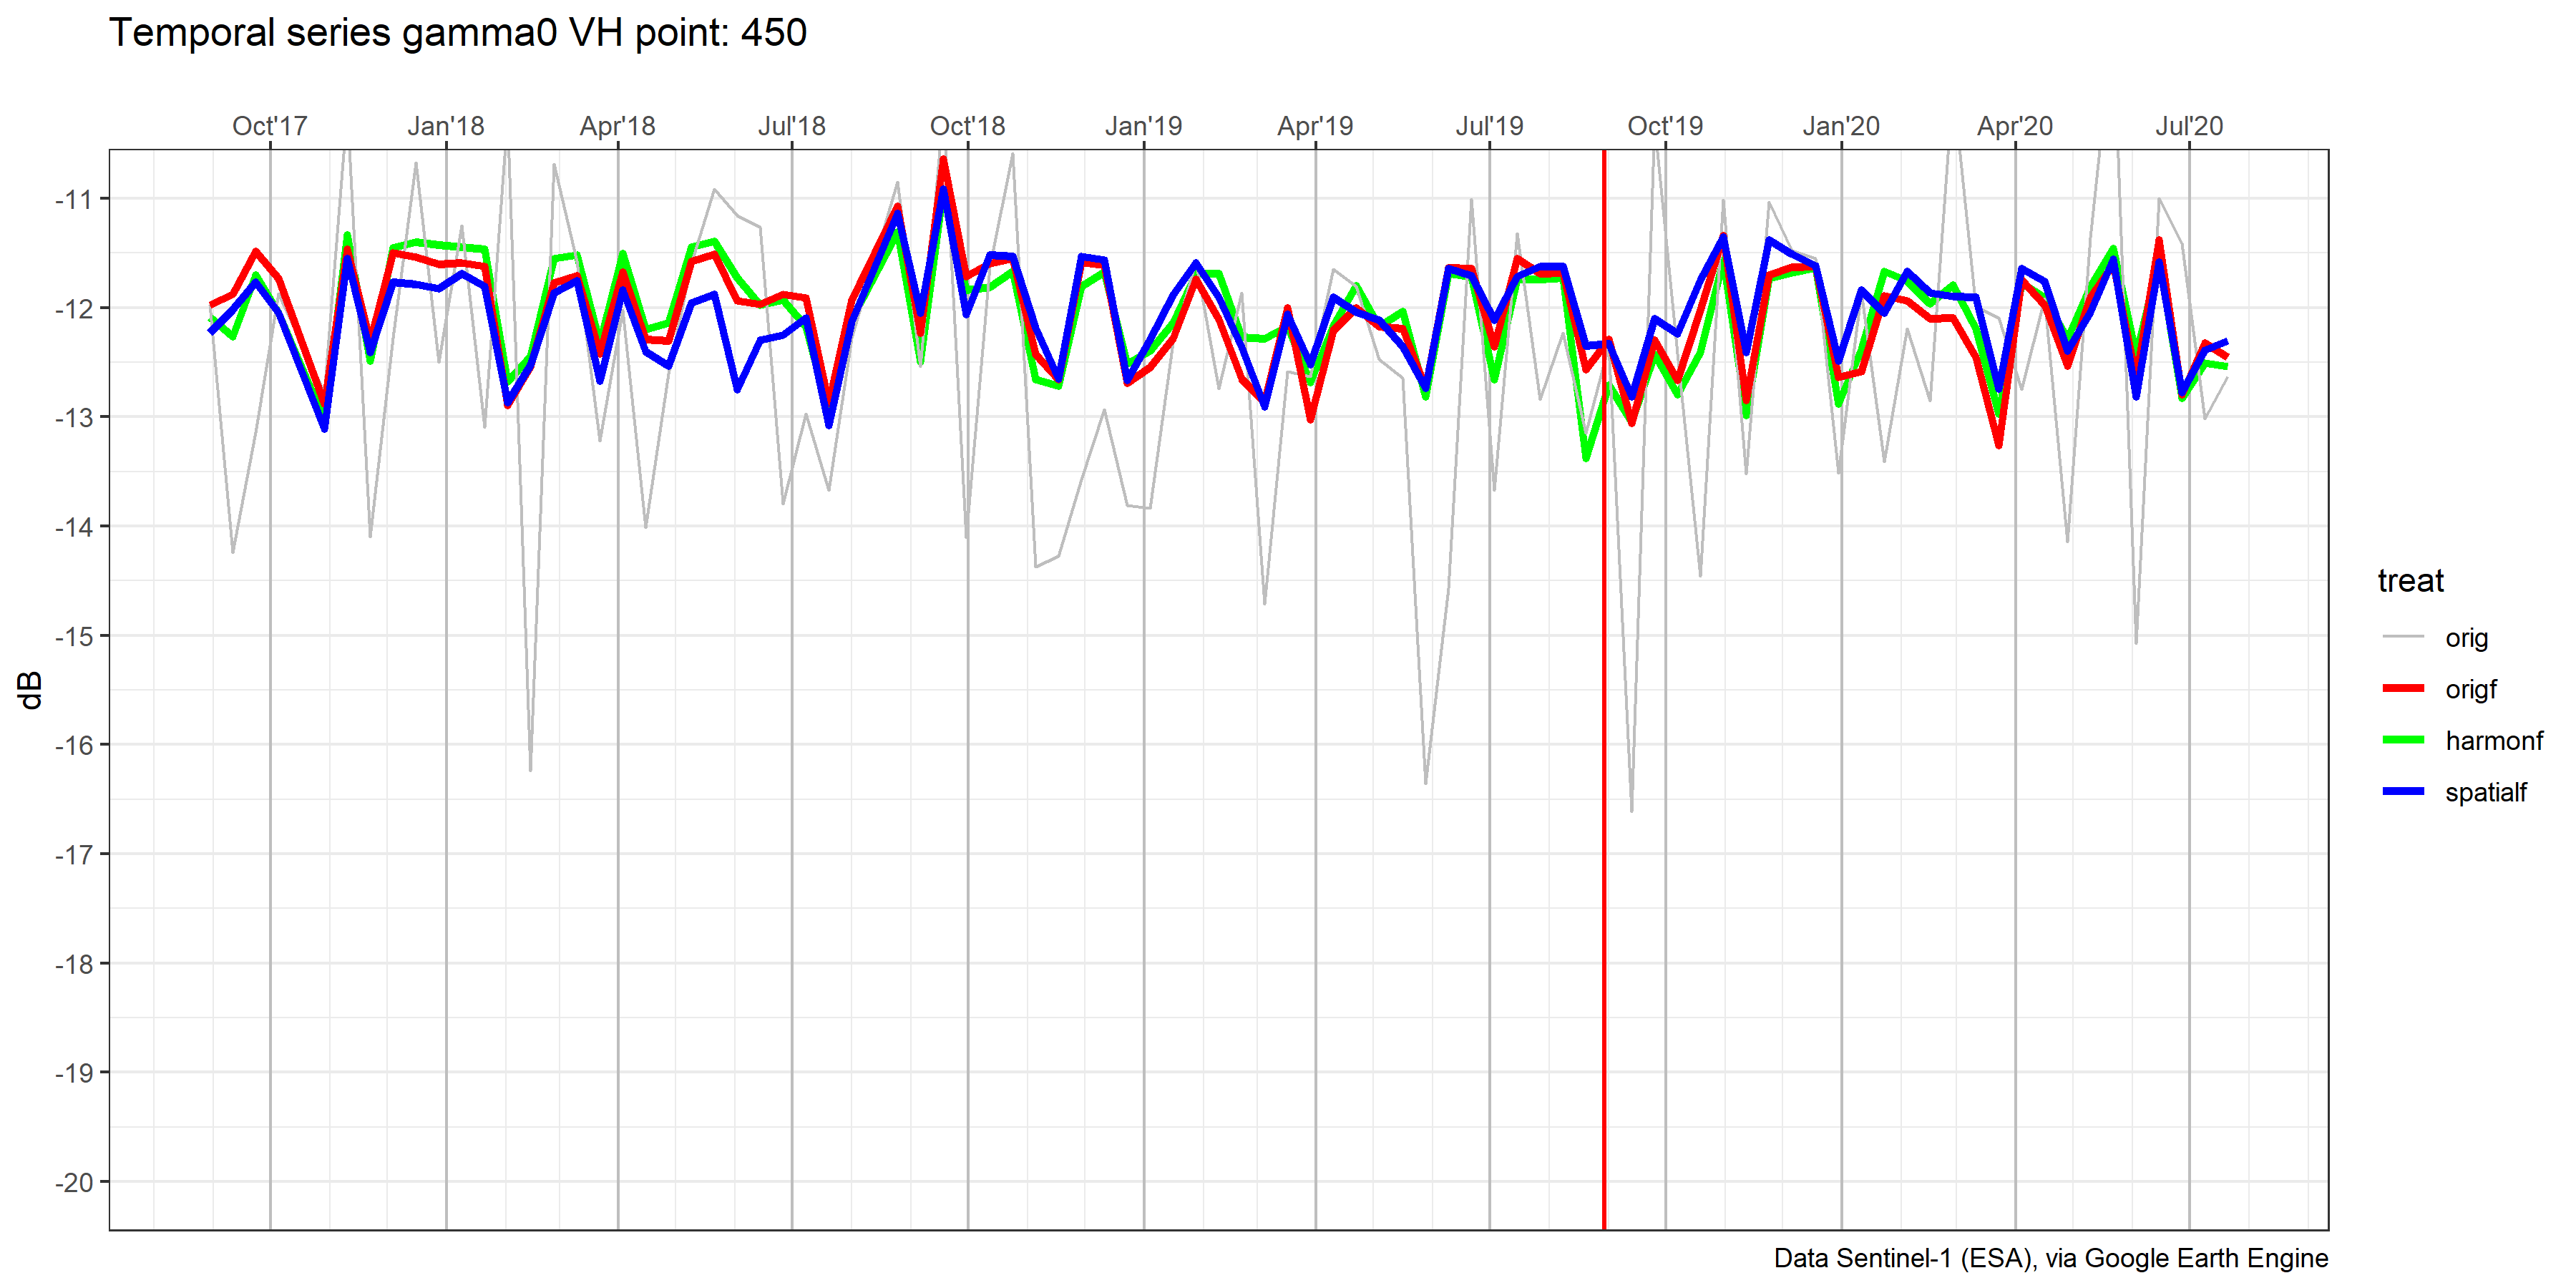 Temporal series gamma0 VH point: 450
Oct'17 Jan'18 Apr'18 Jul'18 Oct'18 Jan'19 Apr'19 Jul'19 Oct'19 Jan'20 Apr'20 Jul'20
-11
-12
-13
-14
-15
-16
-17
-18
-19
-20
dB
treat
orig
origf
harmonf
spatialf
Data Sentinel-1 (ESA), via Google Earth Engine